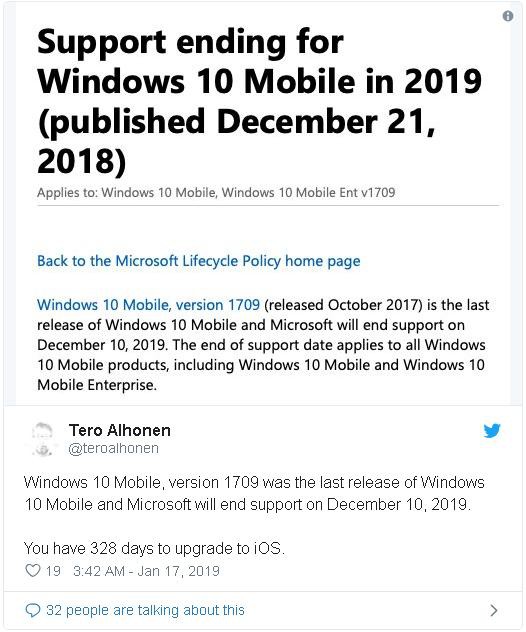 Support ending for
Windows 10 Mobile in 2019
(published December 21,
2018)
Applies to: Windows 10 Mobile, Windows 10 Mobile Ent v1709
Back to the Microsoft Lifecycle Policy home page
Windows 10 Mobile, version 1709 (released October 2017) is the last
release of Windows 10 Mobile and Microsoft will end support on
December 10, 2019. The end of support date applies to all Windows
10 Mobile products, including Windows 10 Mobile and Windows 10
Mobile Enterprise.
Tero Alhonen
@teroalhonen
Windows 10 Mobile, version 1709 was the last release of Windows
10 Mobile and Microsoft will end support on December 10, 2019.
You have 328 days to upgrade to iOS.
19 3:42 AM - Jan 17, 2019
32 people are talking about this